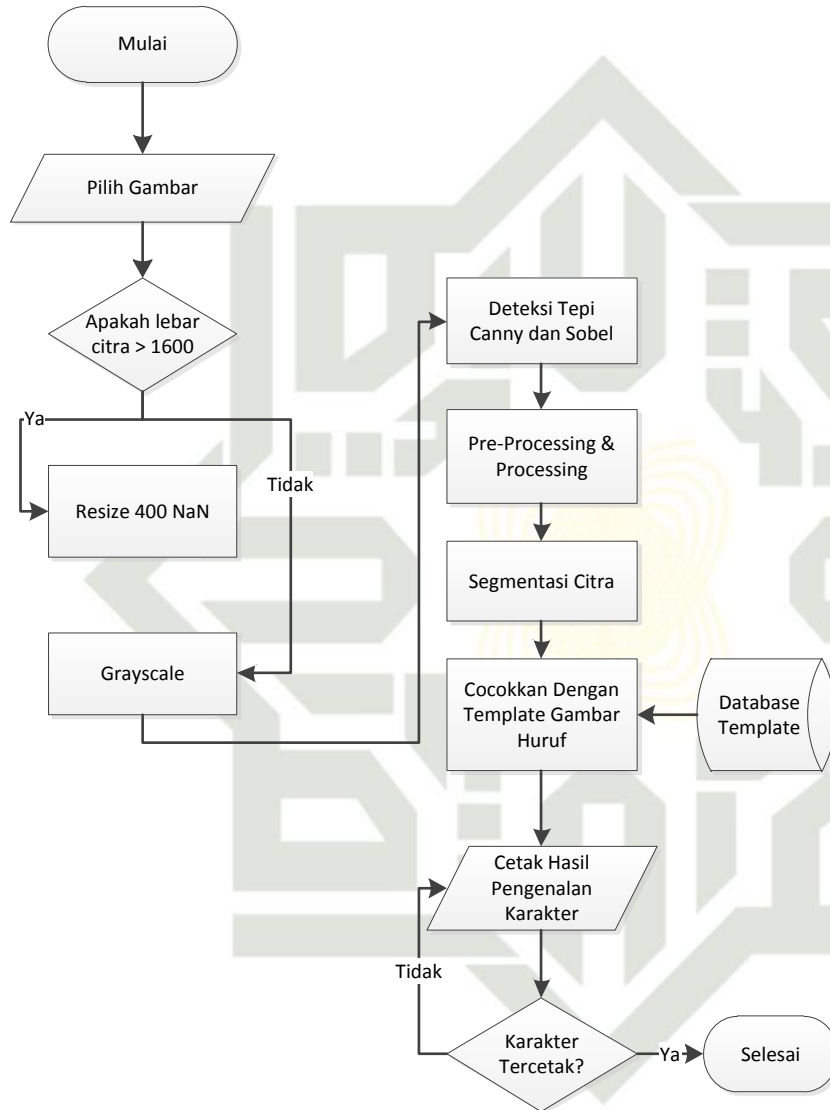 Mulai
Pilih Gambar
Apakah lebar
citra > 1600
Ya
Tidak
Resize 400 NaN
Grayscale
Deteksi Tepi
Canny dan Sobel
Pre-Processing &
Processing
Segmentasi Citra
Cocokkan Dengan
Template Gambar
Huruf
Database
Template
Cetak Hasil
Pengenalan
Karakter
Tidak
Karakter
Tercetak?
Ya
Selesai